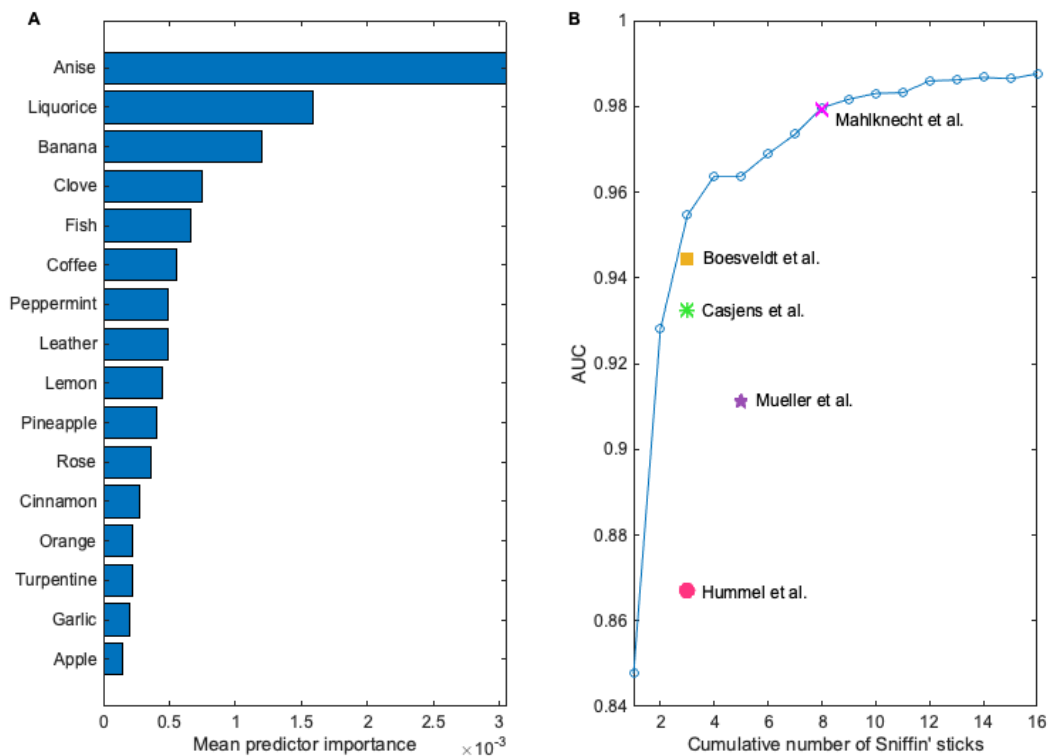 A
Anise
Liquorice
Banana
Clove
Fish
Coffee
Peppermint
Leather
Lemon
Pineapple
Rose
Cinnamon
Orange
Turpentine
Garlic
Apple
0 0.5 1 1.5 2 2.5 3
Mean predictor importance
× 10⁻³
B
1
0.98
0.96
0.94
0.92
0.9
0.88
0.86
0.84
AUC
Mahlknecht et al.
Boesveldt et al.
Casjens et al.
Mueller et al.
Hummel et al.
2 4 6 8 10 12 14 16
Cumulative number of Sniffin' sticks